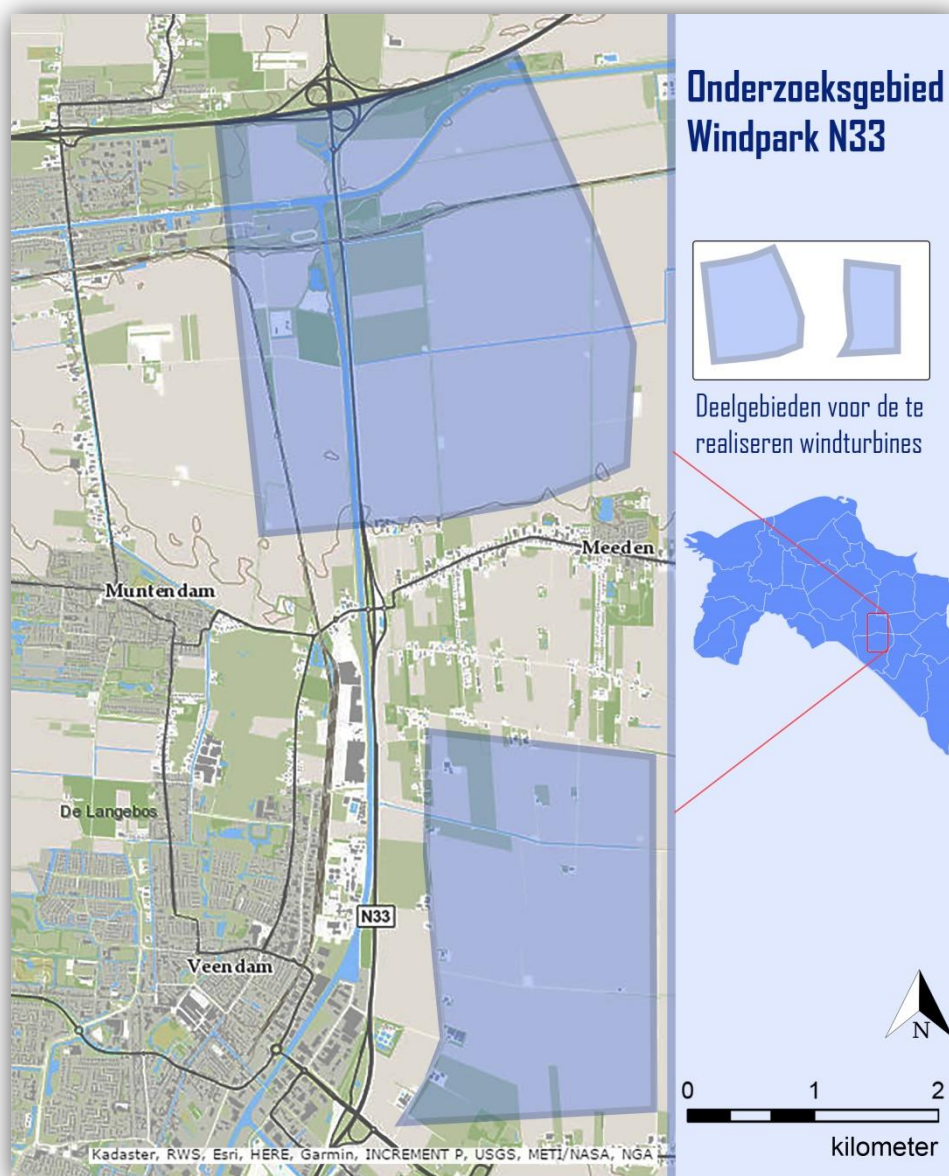 Onderzoeksgebied
Windpark N33
Deelgebieden voor de te
realiseren windturbines
Meeden
Muntendam
De Langebos
N33
Veendam
N
0 1 2
kilometer
Kadaster, RWS, Esri, HERE, Garmin, INCREMENT P, USGS, METI/NASA, NGA